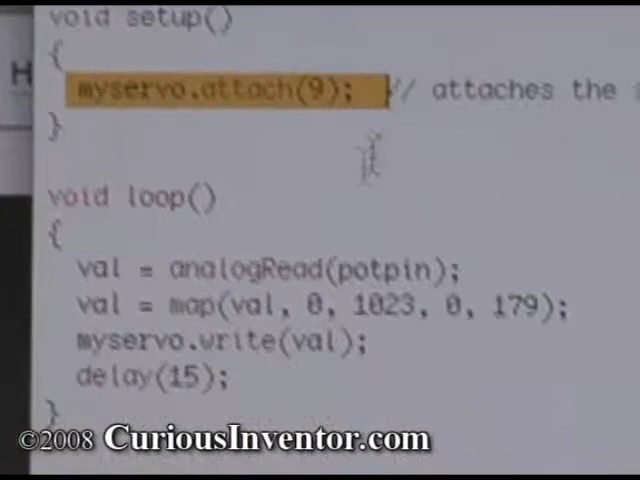 void setup()
{
myservo.attach(9); // attaches the
}
void loop()
{
val = analogRead(potpin);
val = map(val, 0, 1023, 0, 179);
myservo.write(val);
delay(15);
}
©2008 CuriousInventor.com